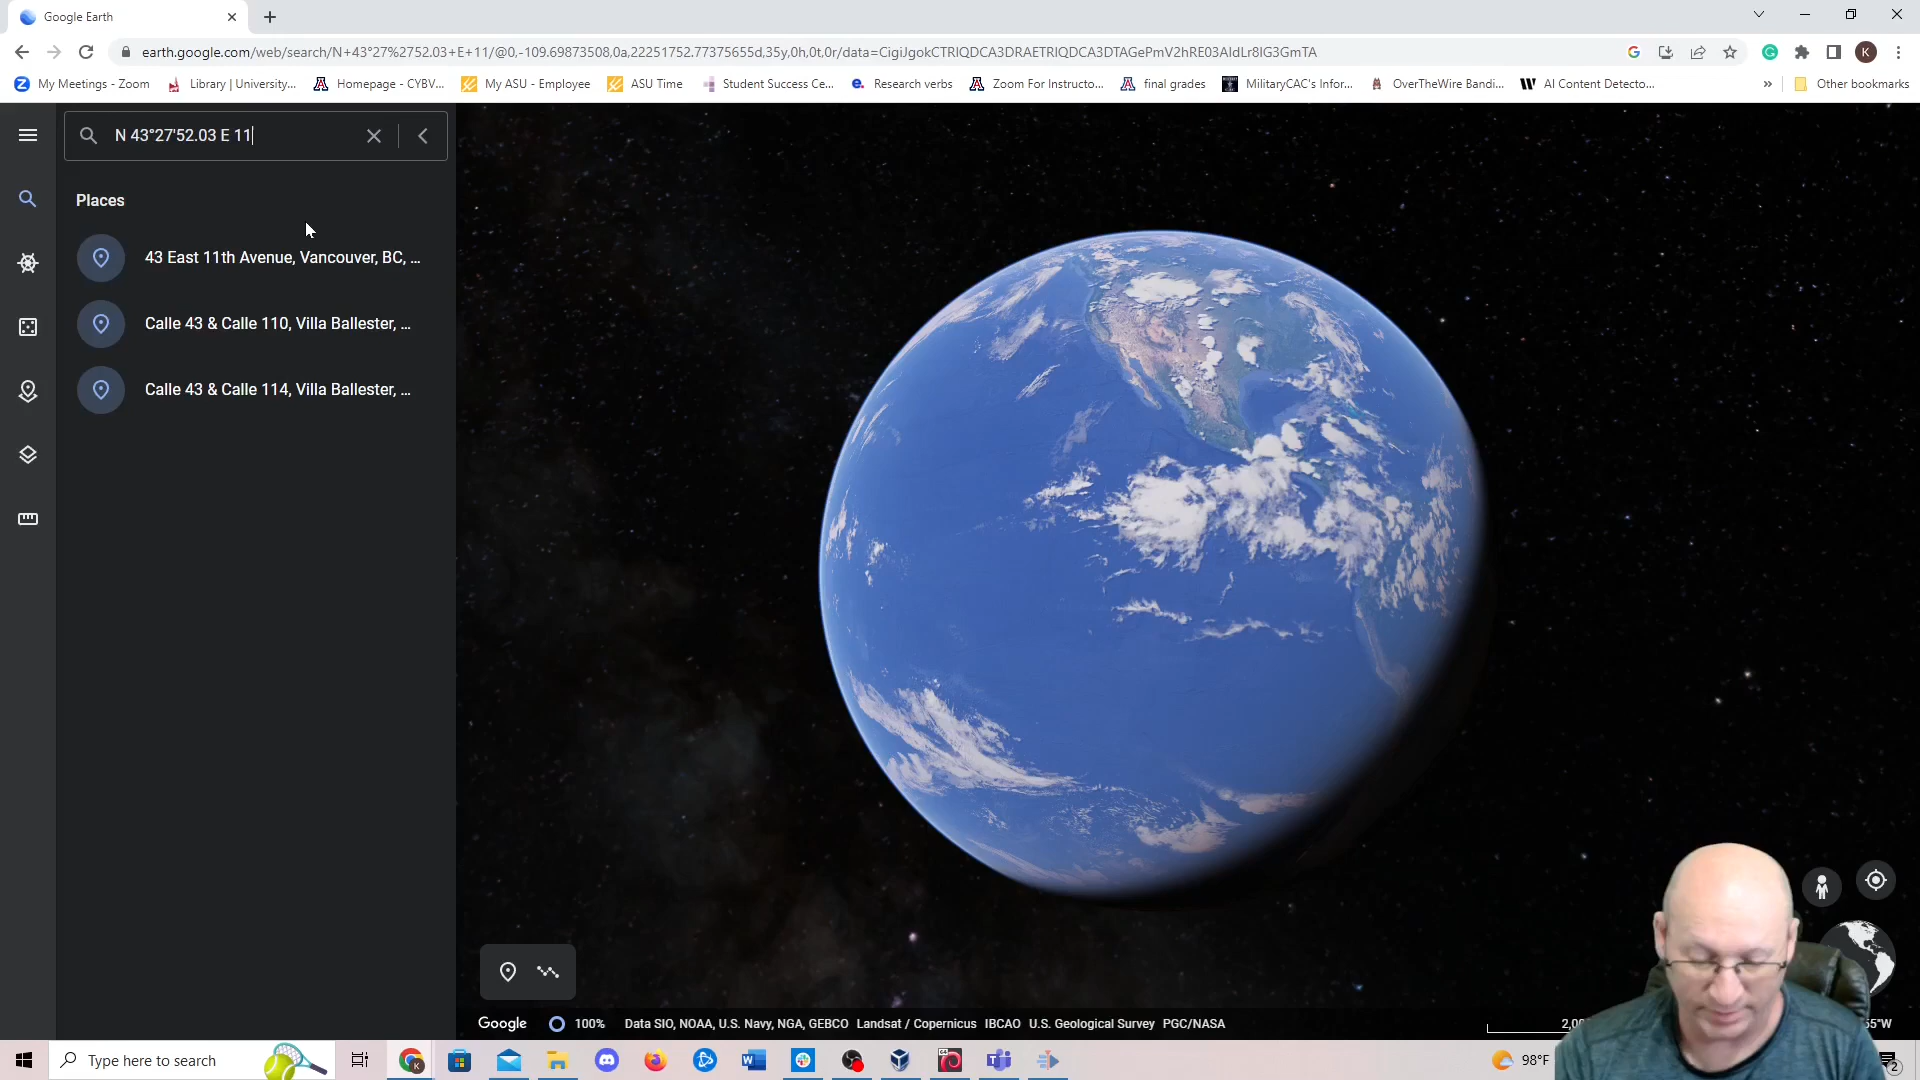 Google Earth
earth.google.com/web/search/N+43°27%2752.03+E+11/@0,-109.69873508,0a,22251752.77375655d,35y,0h,0t,0r/data=CigiJgokCTRIQDCA3DRAETRIQDCA3DTAGePmV2hRE03AIdLr8IG3GmTA
My Meetings - Zoom
Library | University...
Homepage - CYBV...
My ASU - Employee
ASU Time
Student Success Ce...
Research verbs
Zoom For Instructo...
final grades
MilitaryCAC's Infor...
OverTheWire Bandi...
AI Content Detecto...
Other bookmarks
N 43°27'52.03 E 11
Places
43 East 11th Avenue, Vancouver, BC, ...
Calle 43 & Calle 110, Villa Ballester, ...
Calle 43 & Calle 114, Villa Ballester, ...
Google
100%
Data SIO, NOAA, U.S. Navy, NGA, GEBCO Landsat / Copernicus IBCAO U.S. Geological Survey PGC/NASA
Type here to search
98°F
2